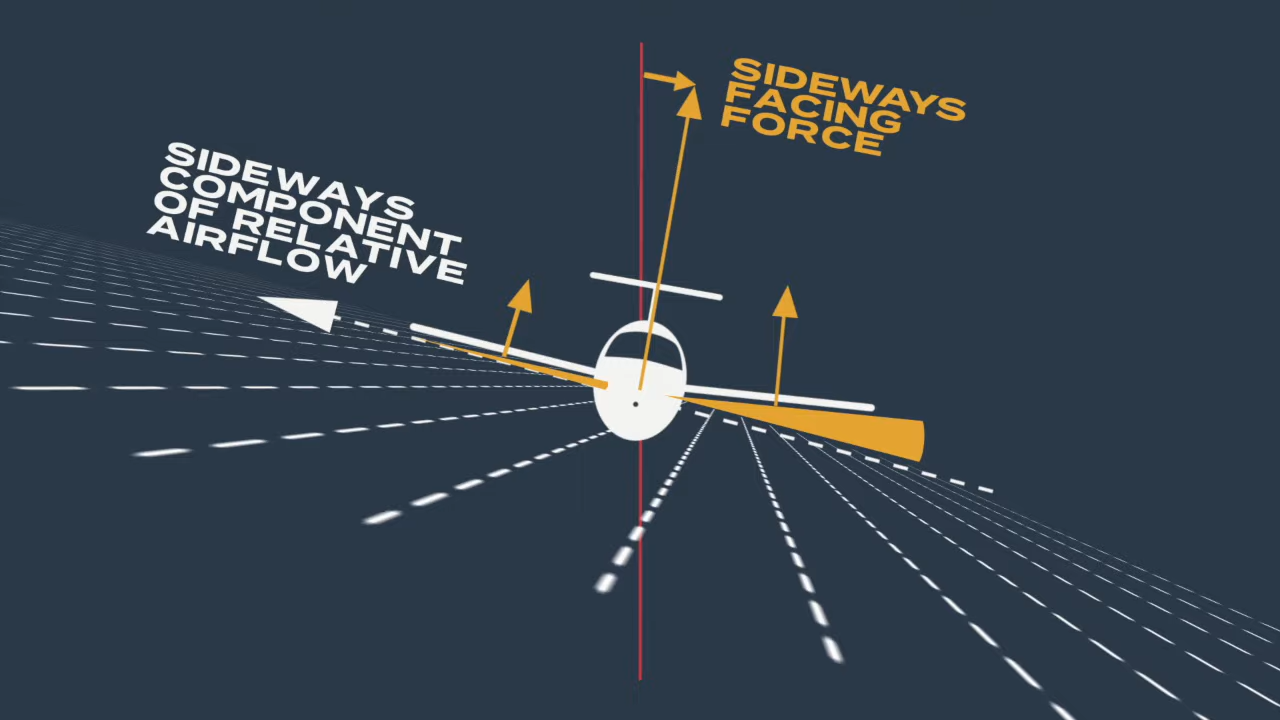 SIDEWAYS
COMPONENT
OF RELATIVE
AIRFLOW
SIDEWAYS
FACING
FORCE